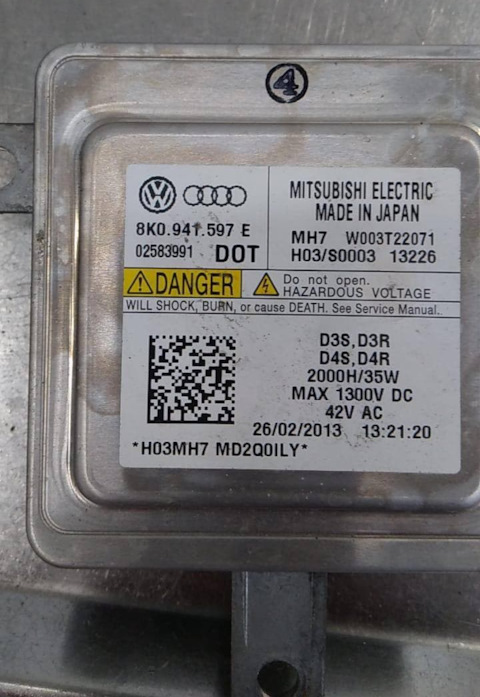 4
8K0.941.597 E
02583991 DOT
MITSUBISHI ELECTRIC
MADE IN JAPAN
MH7 W003T22071
H03/S0003 13226
DANGER
Do not open.
HAZARDOUS VOLTAGE
WILL SHOCK, BURN, or cause DEATH. See Service Manual.
D3S,D3R
D4S,D4R
2000H/35W
MAX 1300V DC
42V AC
26/02/2013 13:21:20
*H03MH7 MD2Q0ILY*